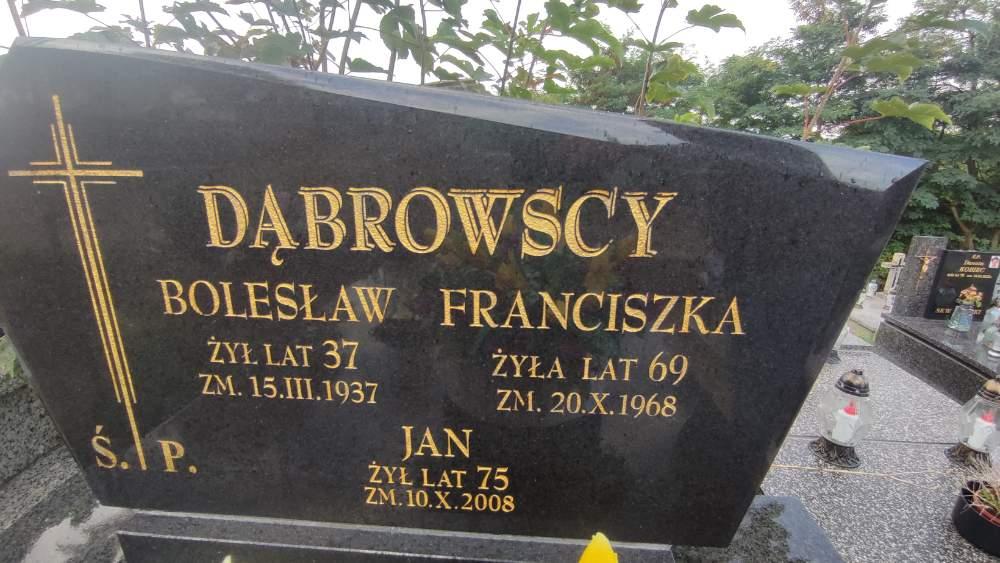 DĄBROWSCY
BOLESŁAW
ŻYŁ LAT 37
ZM. 15.III.1937
FRANCISZKA
ŻYŁA LAT 69
ZM. 20.X.1968
JAN
ŻYŁ LAT 75
ZM. 10.X.2008
Ś. P.